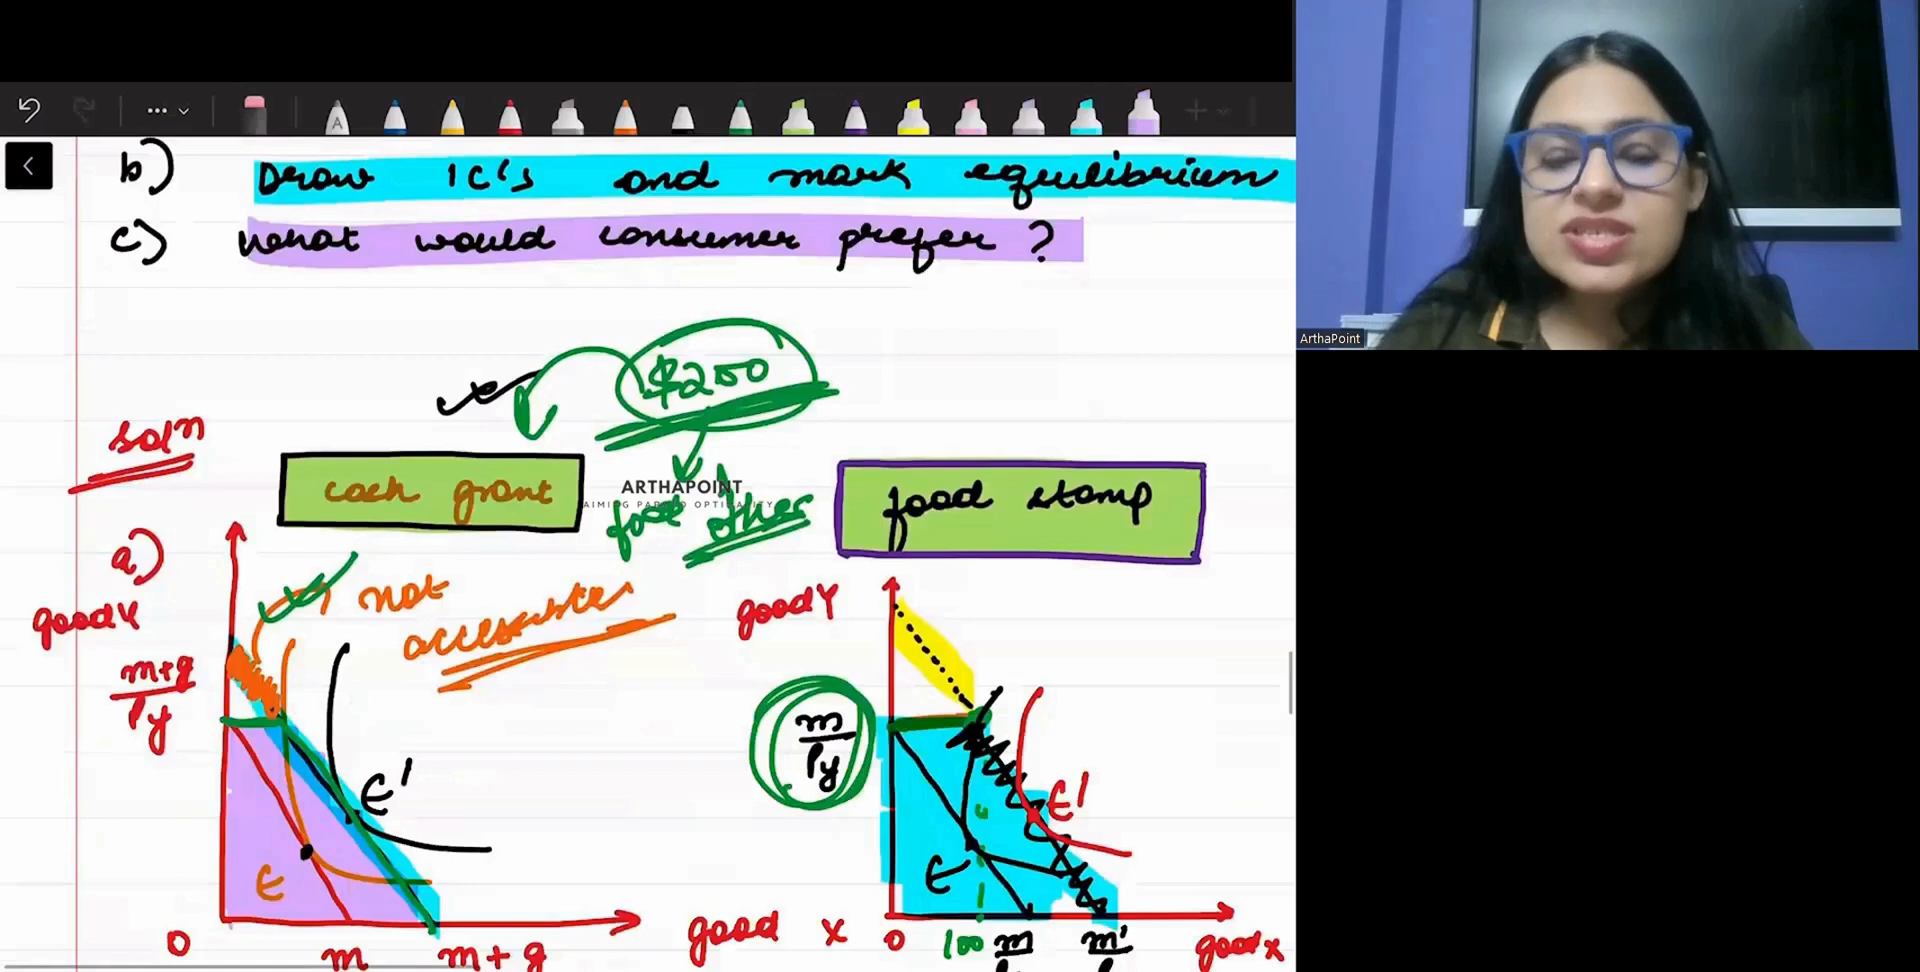 b) Draw IC's and mark equilibrium
c) what would consumer prefer ?
$200
soln
cash grant
ARTHAPOINT
food other
food stamp
a)
good Y
not
accessible
good Y
m+g
Py
m
Py
E'
E'
E
E
0
m
m+g
good x
0
100
m
m'
good x
A
ArthaPoint